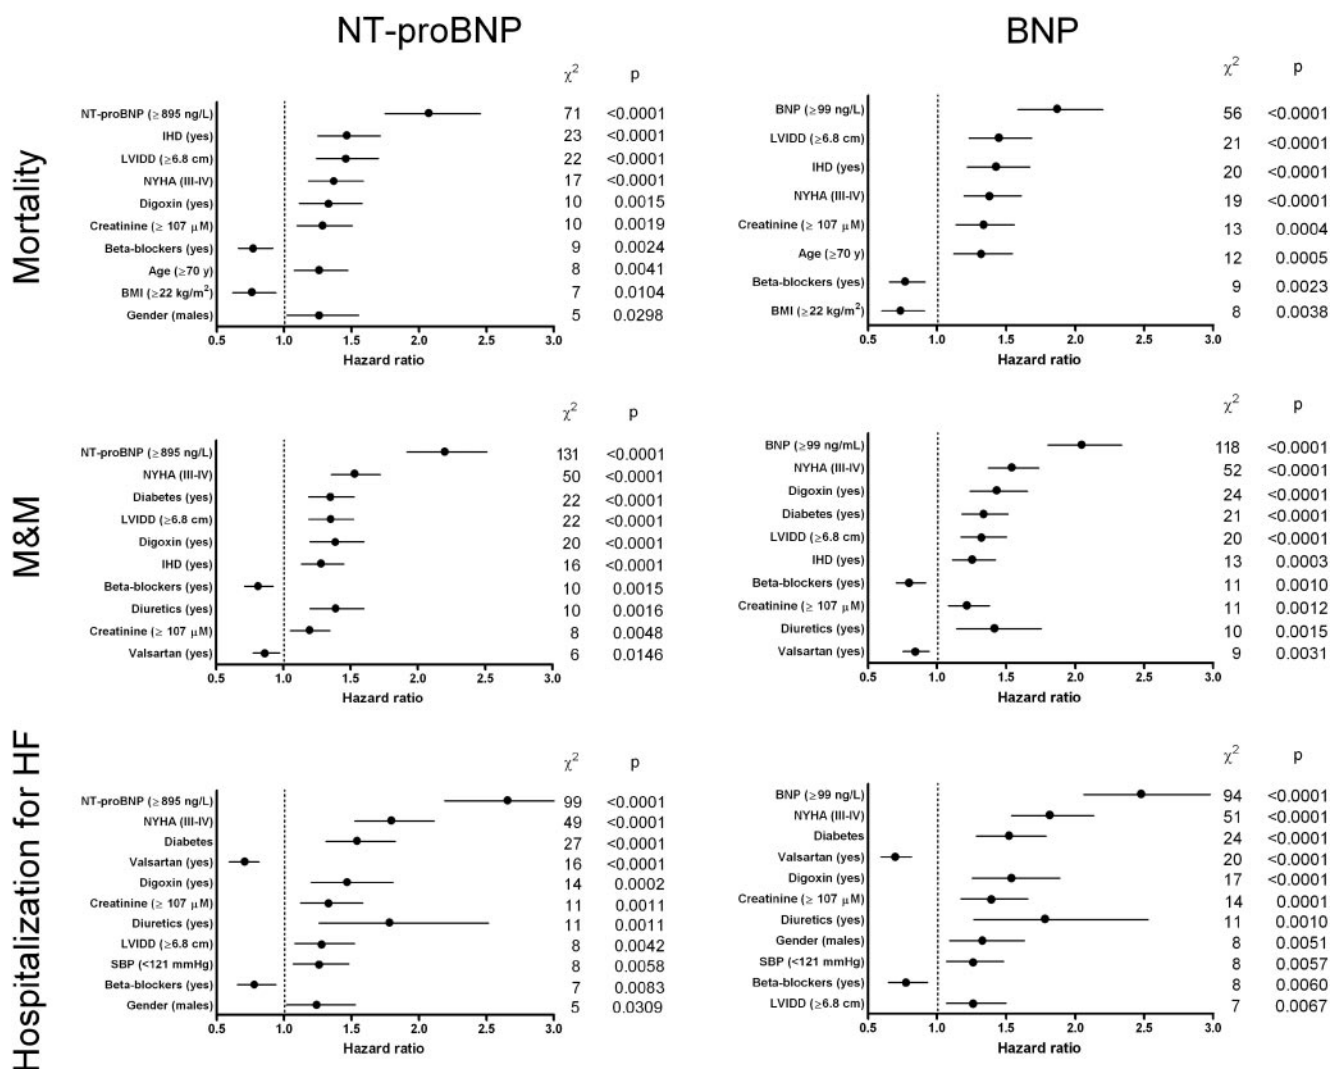 NT-proBNP
BNP
Mortality
χ² p
NT-proBNP (≥895 ng/L) 71 <0.0001
IHD (yes) 23 <0.0001
LVIDD (≥6.8 cm) 22 <0.0001
NYHA (III-IV) 17 <0.0001
Digoxin (yes) 10 0.0015
Creatinine (≥ 107 μM) 10 0.0019
Beta-blockers (yes) 9 0.0024
Age (≥70 y) 8 0.0041
BMI (≥22 kg/m²) 7 0.0104
Gender (males) 5 0.0298
0.5 1.0 1.5 2.0 2.5 3.0
Hazard ratio
χ² p
BNP (≥99 ng/L) 56 <0.0001
LVIDD (≥6.8 cm) 21 <0.0001
IHD (yes) 20 <0.0001
NYHA (III-IV) 19 <0.0001
Creatinine (≥ 107 μM) 13 0.0004
Age (≥70 y) 12 0.0005
Beta-blockers (yes) 9 0.0023
BMI (≥22 kg/m²) 8 0.0038
0.5 1.0 1.5 2.0 2.5 3.0
Hazard ratio
M&M
χ² p
NT-proBNP (≥895 ng/L) 131 <0.0001
NYHA (III-IV) 50 <0.0001
Diabetes (yes) 22 <0.0001
LVIDD (≥6.8 cm) 22 <0.0001
Digoxin (yes) 20 <0.0001
IHD (yes) 16 <0.0001
Beta-blockers (yes) 10 0.0015
Diuretics (yes) 10 0.0016
Creatinine (≥ 107 μM) 8 0.0048
Valsartan (yes) 6 0.0146
0.5 1.0 1.5 2.0 2.5 3.0
Hazard ratio
χ² p
BNP (≥99 ng/mL) 118 <0.0001
NYHA (III-IV) 52 <0.0001
Digoxin (yes) 24 <0.0001
Diabetes (yes) 21 <0.0001
LVIDD (≥6.8 cm) 20 <0.0001
IHD (yes) 13 0.0003
Beta-blockers (yes) 11 0.0010
Creatinine (≥ 107 μM) 11 0.0012
Diuretics (yes) 10 0.0015
Valsartan (yes) 9 0.0031
0.5 1.0 1.5 2.0 2.5 3.0
Hazard ratio
Hospitalization for HF
χ² p
NT-proBNP (≥895 ng/L) 99 <0.0001
NYHA (III-IV) 49 <0.0001
Diabetes 27 <0.0001
Valsartan (yes) 16 <0.0001
Digoxin (yes) 14 0.0002
Creatinine (≥ 107 μM) 11 0.0011
Diuretics (yes) 11 0.0011
LVIDD (≥6.8 cm) 8 0.0042
SBP (<121 mmHg) 8 0.0058
Beta-blockers (yes) 7 0.0083
Gender (males) 5 0.0309
0.5 1.0 1.5 2.0 2.5 3.0
Hazard ratio
χ² p
BNP (≥99 ng/L) 94 <0.0001
NYHA (III-IV) 51 <0.0001
Diabetes 24 <0.0001
Valsartan (yes) 20 <0.0001
Digoxin (yes) 17 <0.0001
Creatinine (≥ 107 μM) 14 0.0001
Diuretics (yes) 11 0.0010
Gender (males) 8 0.0051
SBP (<121 mmHg) 8 0.0057
Beta-blockers (yes) 8 0.0060
LVIDD (≥6.8 cm) 7 0.0067
0.5 1.0 1.5 2.0 2.5 3.0
Hazard ratio